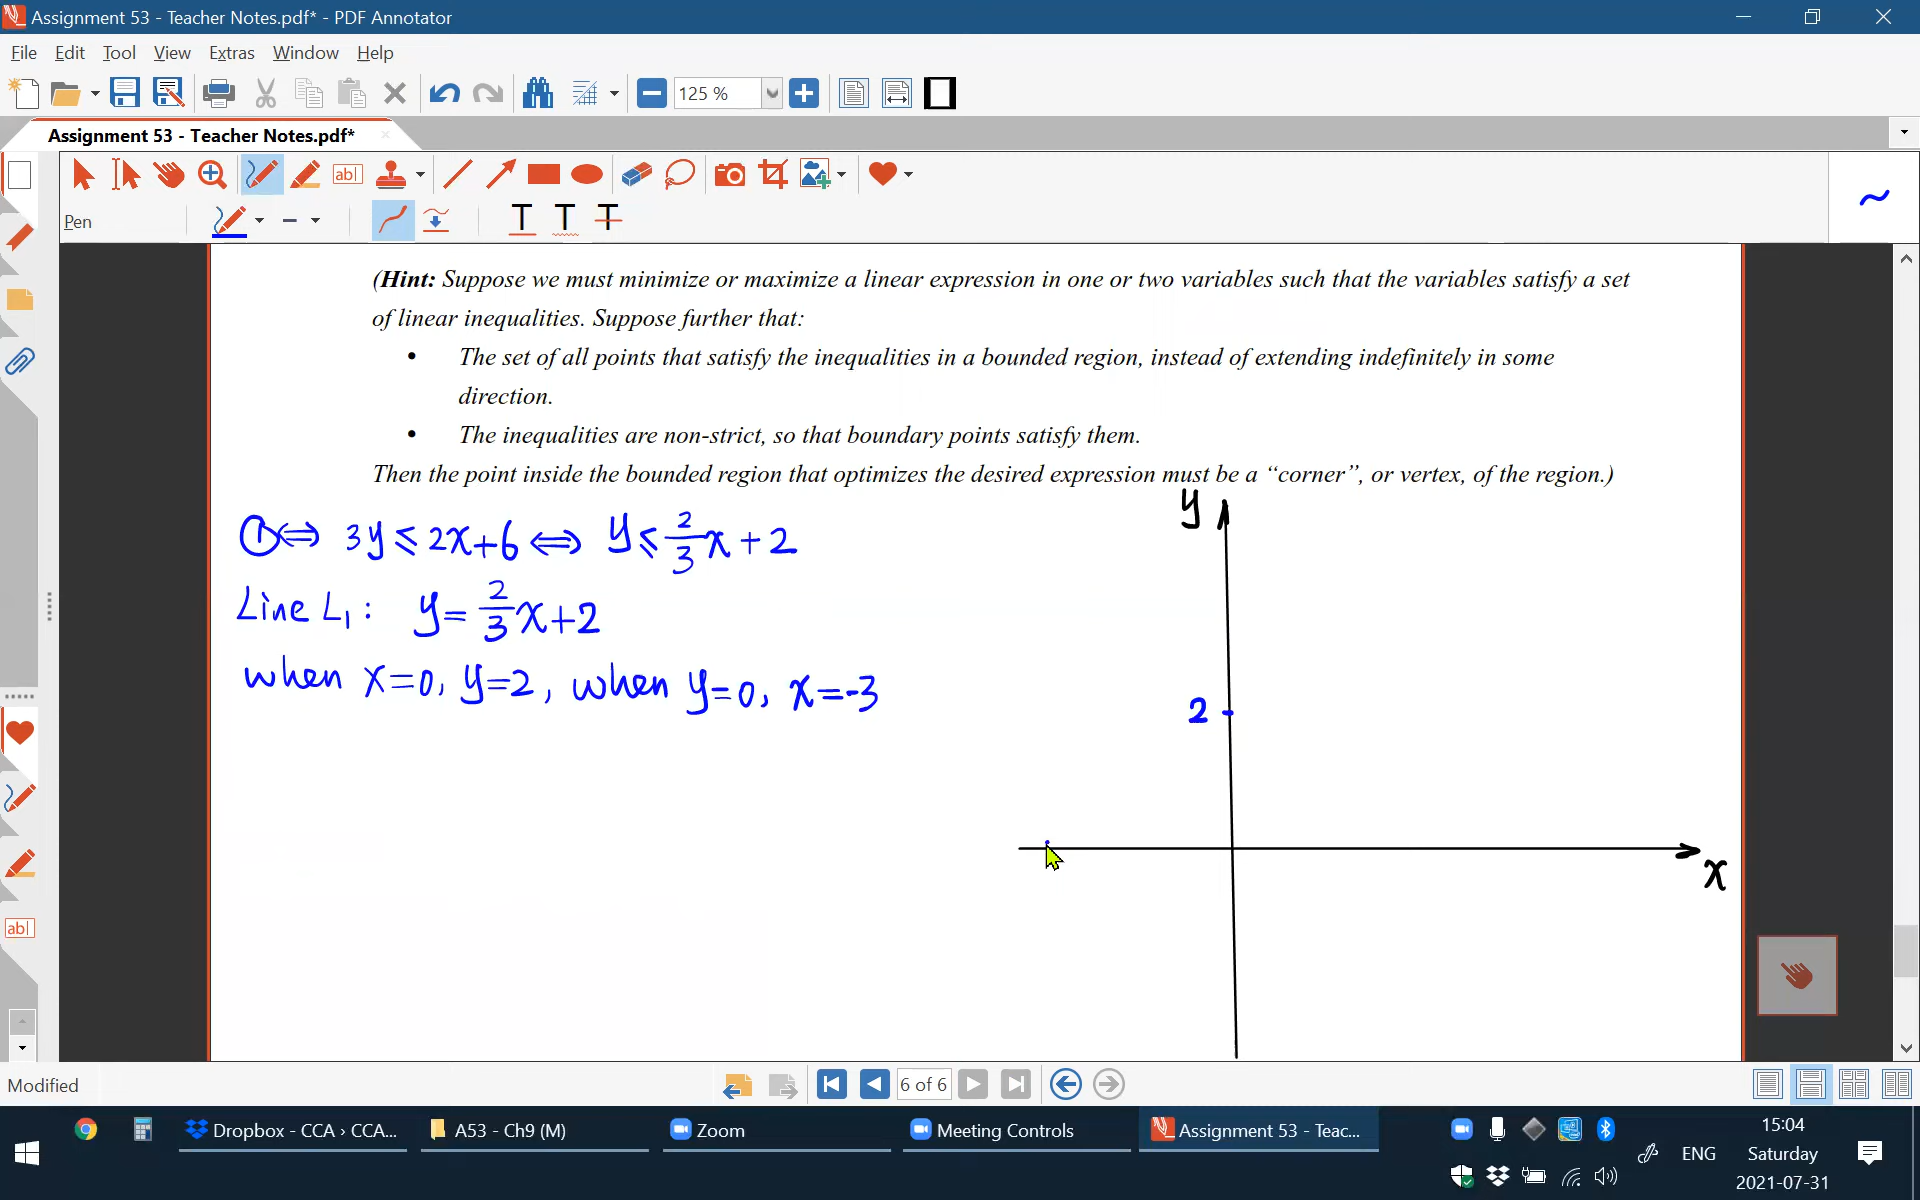 Assignment 53 - Teacher Notes.pdf* - PDF Annotator
File Edit Tool View Extras Window Help
125 %
Assignment 53 - Teacher Notes.pdf*
ab|
Pen
T T T
(Hint: Suppose we must minimize or maximize a linear expression in one or two variables such that the variables satisfy a set
of linear inequalities. Suppose further that:
• The set of all points that satisfy the inequalities in a bounded region, instead of extending indefinitely in some
direction.
• The inequalities are non-strict, so that boundary points satisfy them.
Then the point inside the bounded region that optimizes the desired expression must be a “corner”, or vertex, of the region.)
① ⇔ 3y ≤ 2x+6 ⇔ y ≤ 2/3 x + 2
Line L₁: y = 2/3 x + 2
when x=0, y=2, when y=0, x=-3
y
2
x
ab|
Modified
6 of 6
Dropbox - CCA › CCA...
A53 - Ch9 (M)
Zoom
Meeting Controls
Assignment 53 - Teac...
ENG
15:04
Saturday
2021-07-31